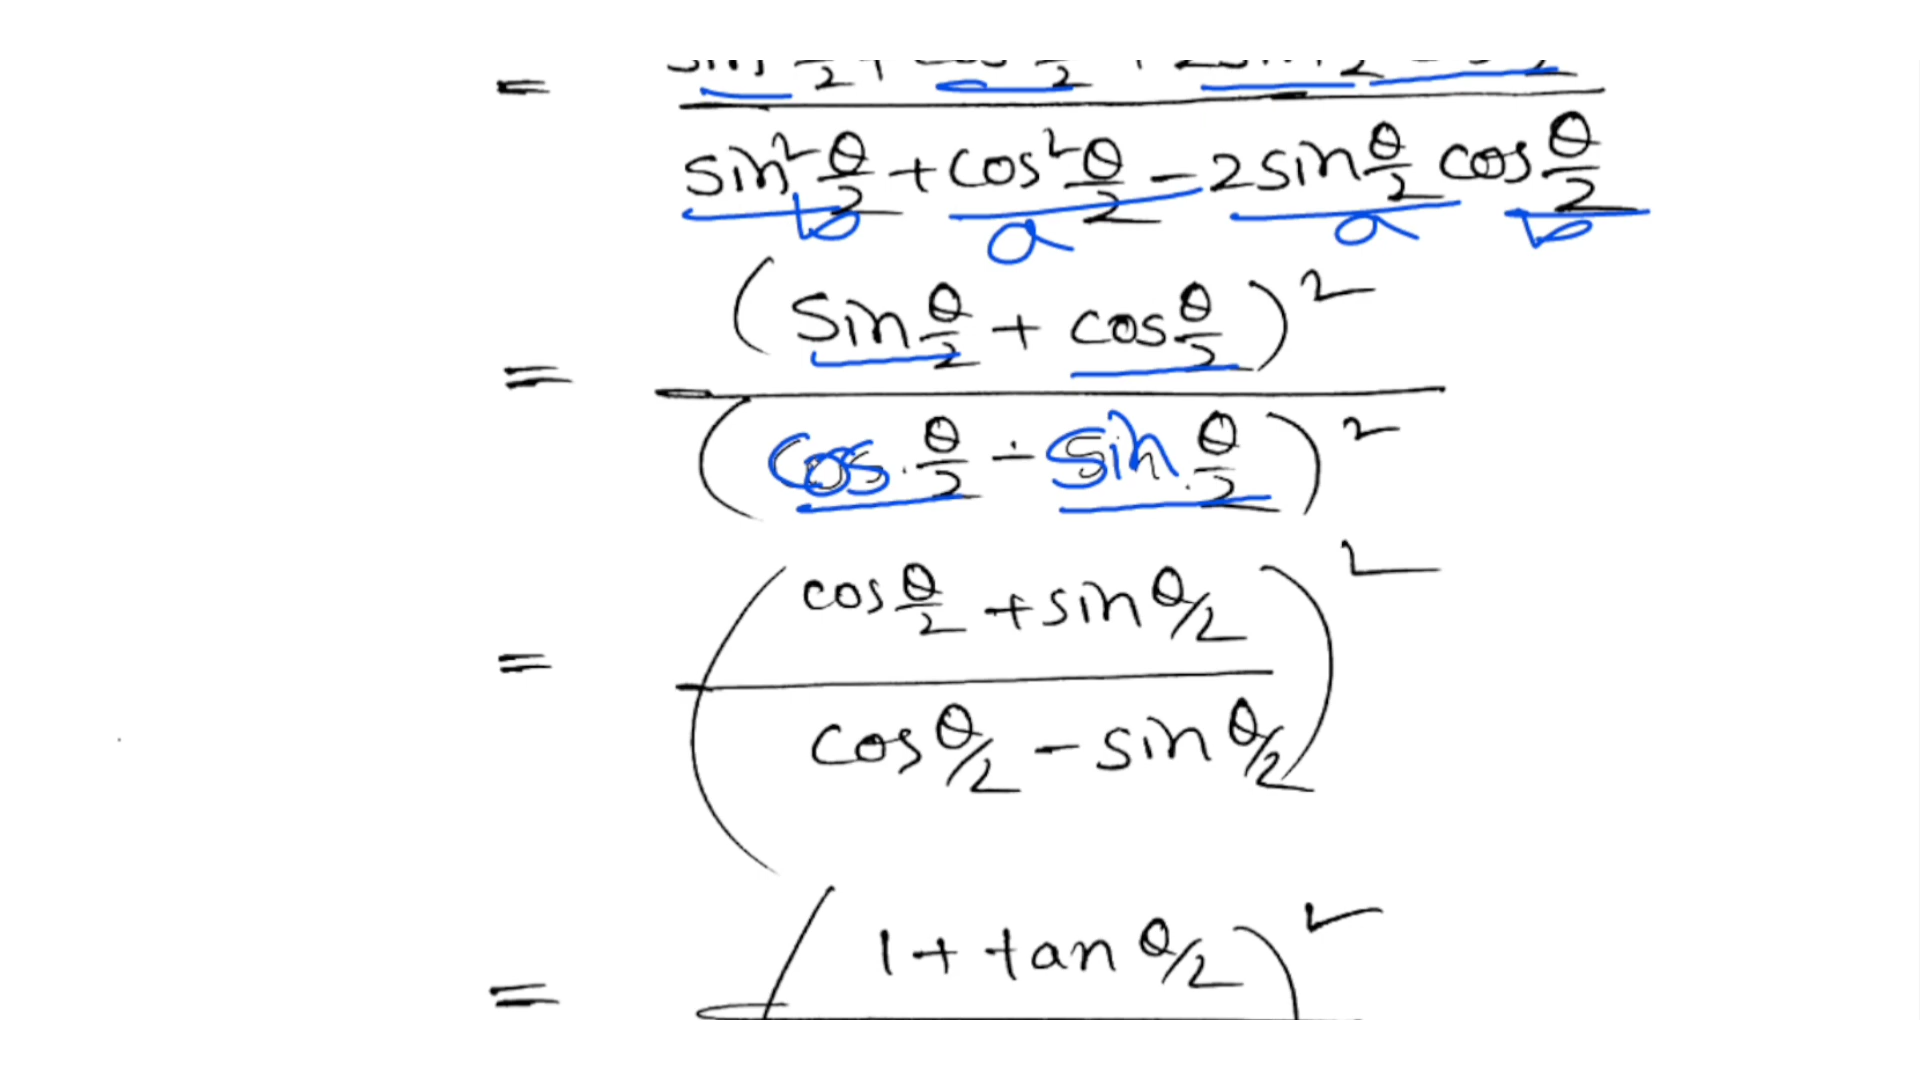 =
sin²θ/2 + cos²θ/2 - 2sinθ/2 cosθ/2
b a a b
(sinθ/2 + cosθ/2)²
=
(cosθ/2 - sinθ/2)²
(cosθ/2 + sinθ/2)²
=
cosθ/2 - sinθ/2
1 + tanθ/2)²
=